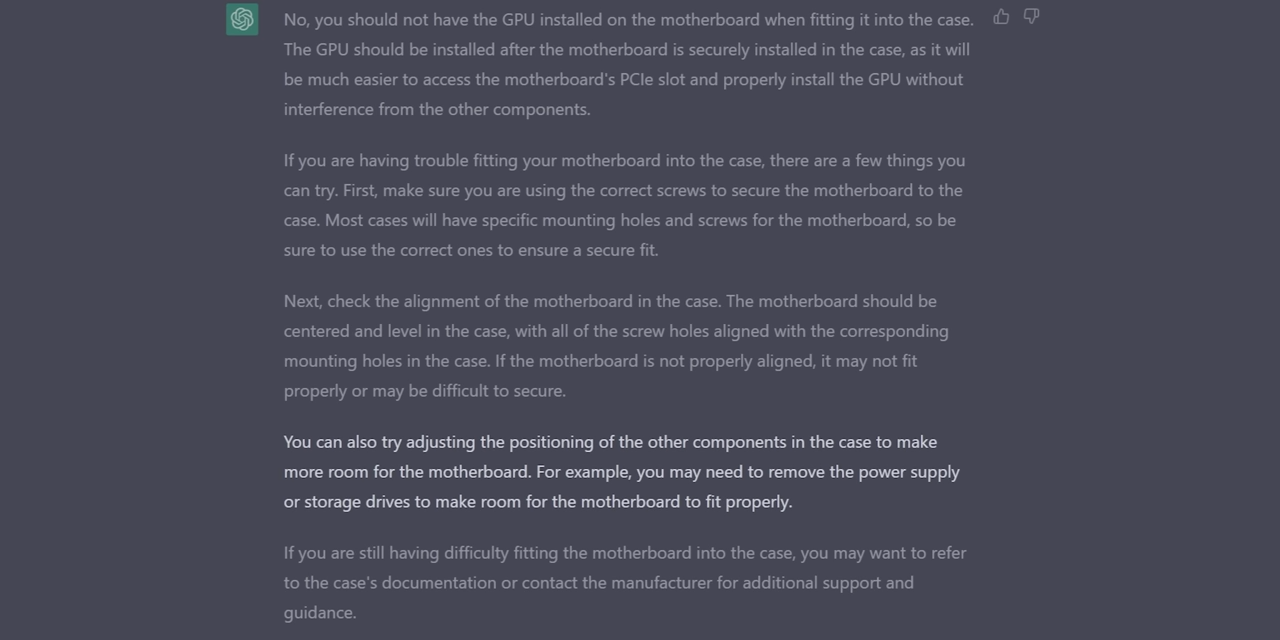 No, you should not have the GPU installed on the motherboard when fitting it into the case.
The GPU should be installed after the motherboard is securely installed in the case, as it will
be much easier to access the motherboard's PCIe slot and properly install the GPU without
interference from the other components.
If you are having trouble fitting your motherboard into the case, there are a few things you
can try. First, make sure you are using the correct screws to secure the motherboard to the
case. Most cases will have specific mounting holes and screws for the motherboard, so be
sure to use the correct ones to ensure a secure fit.
Next, check the alignment of the motherboard in the case. The motherboard should be
centered and level in the case, with all of the screw holes aligned with the corresponding
mounting holes in the case. If the motherboard is not properly aligned, it may not fit
properly or may be difficult to secure.
You can also try adjusting the positioning of the other components in the case to make
more room for the motherboard. For example, you may need to remove the power supply
or storage drives to make room for the motherboard to fit properly.
If you are still having difficulty fitting the motherboard into the case, you may want to refer
to the case's documentation or contact the manufacturer for additional support and
guidance.